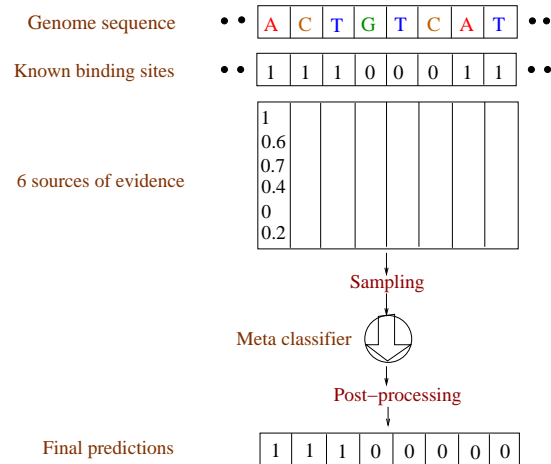 Genome sequence •• A C T G T C A T ••
Known binding sites •• 1 1 1 0 0 0 1 1 ••
6 sources of evidence
1
0.6
0.7
0.4
0
0.2
Sampling
Meta classifier
Post-processing
Final predictions 1 1 1 0 0 0 0 0